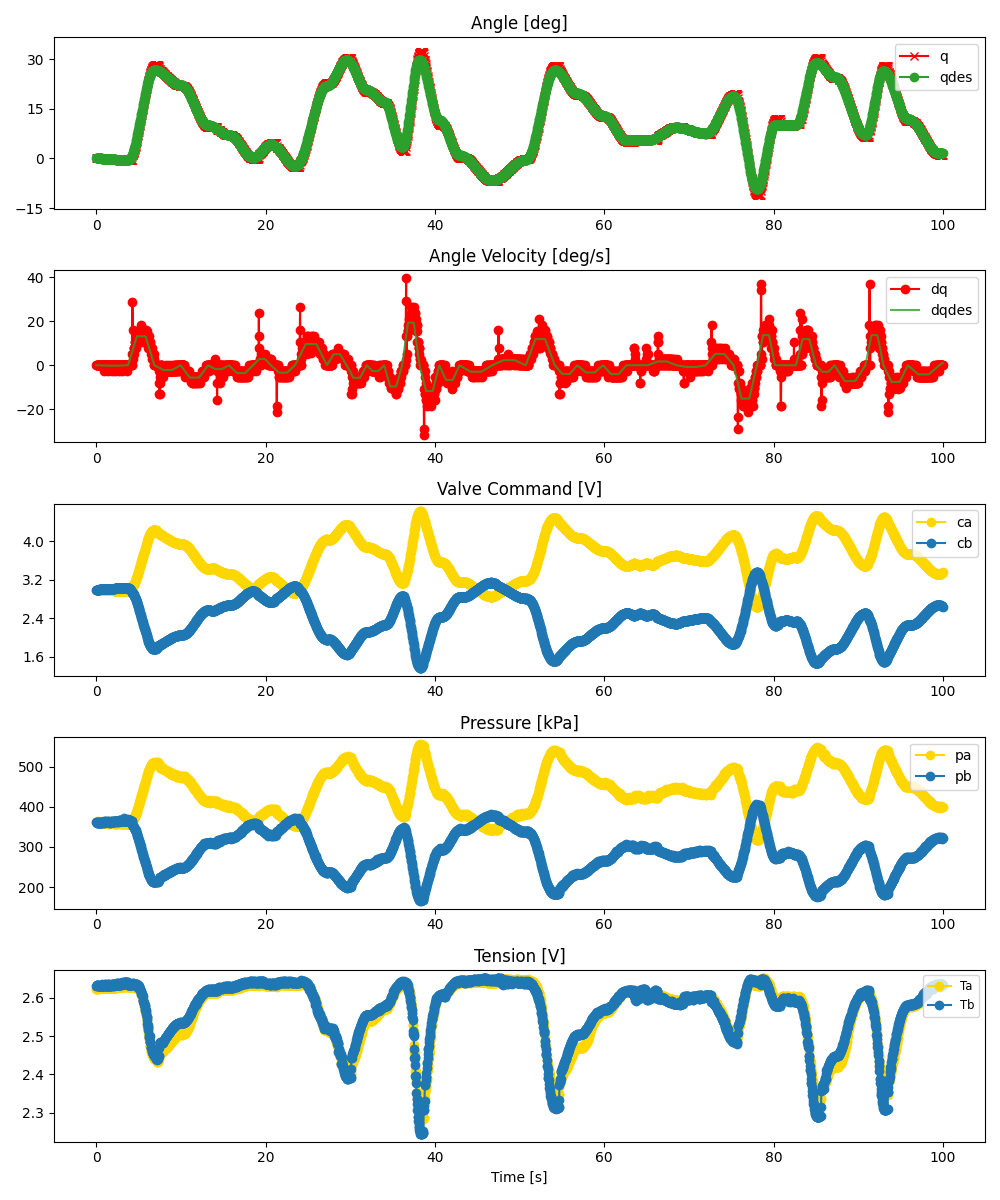 Angle [deg]
30
15
0
−15
q
qdes
0 20 40 60 80 100
Angle Velocity [deg/s]
40
20
0
−20
dq
dqdes
0 20 40 60 80 100
Valve Command [V]
4.0
3.2
2.4
1.6
ca
cb
0 20 40 60 80 100
Pressure [kPa]
500
400
300
200
pa
pb
0 20 40 60 80 100
Tension [V]
2.6
2.5
2.4
2.3
Ta
Tb
0 20 40 60 80 100
Time [s]